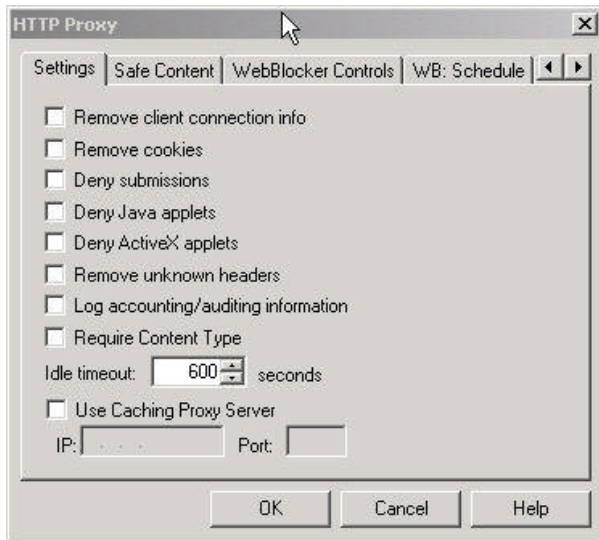 HTTP Proxy
Settings Safe Content WebBlocker Controls WB: Schedule
Remove client connection info
Remove cookies
Deny submissions
Deny Java applets
Deny ActiveX applets
Remove unknown headers
Log accounting/auditing information
Require Content Type
Idle timeout: 600 seconds
Use Caching Proxy Server
IP: . . . Port:
OK Cancel Help